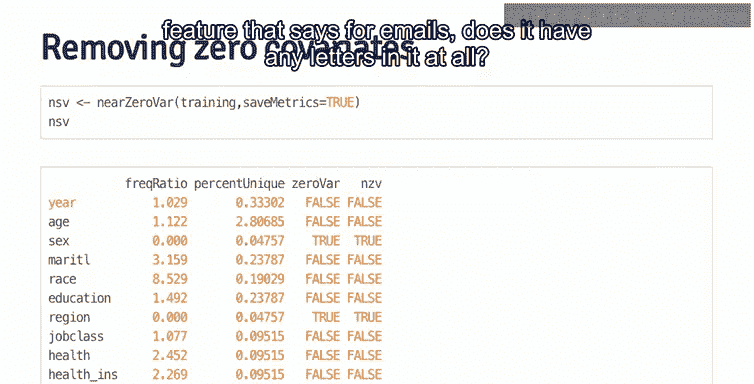 feature that says for emails, does it have
any letters in it at all?
Removing zero covariates
nsv <- nearZeroVar(training,saveMetrics=TRUE)
nsv
freqRatio percentUnique zeroVar nzv
year 1.029 0.33302 FALSE FALSE
age 1.122 2.80685 FALSE FALSE
sex 0.000 0.04757 TRUE TRUE
maritl 3.159 0.23787 FALSE FALSE
race 8.529 0.19029 FALSE FALSE
education 1.492 0.23787 FALSE FALSE
region 0.000 0.04757 TRUE TRUE
jobclass 1.077 0.09515 FALSE FALSE
health 2.452 0.09515 FALSE FALSE
health_ins 2.269 0.09515 FALSE FALSE